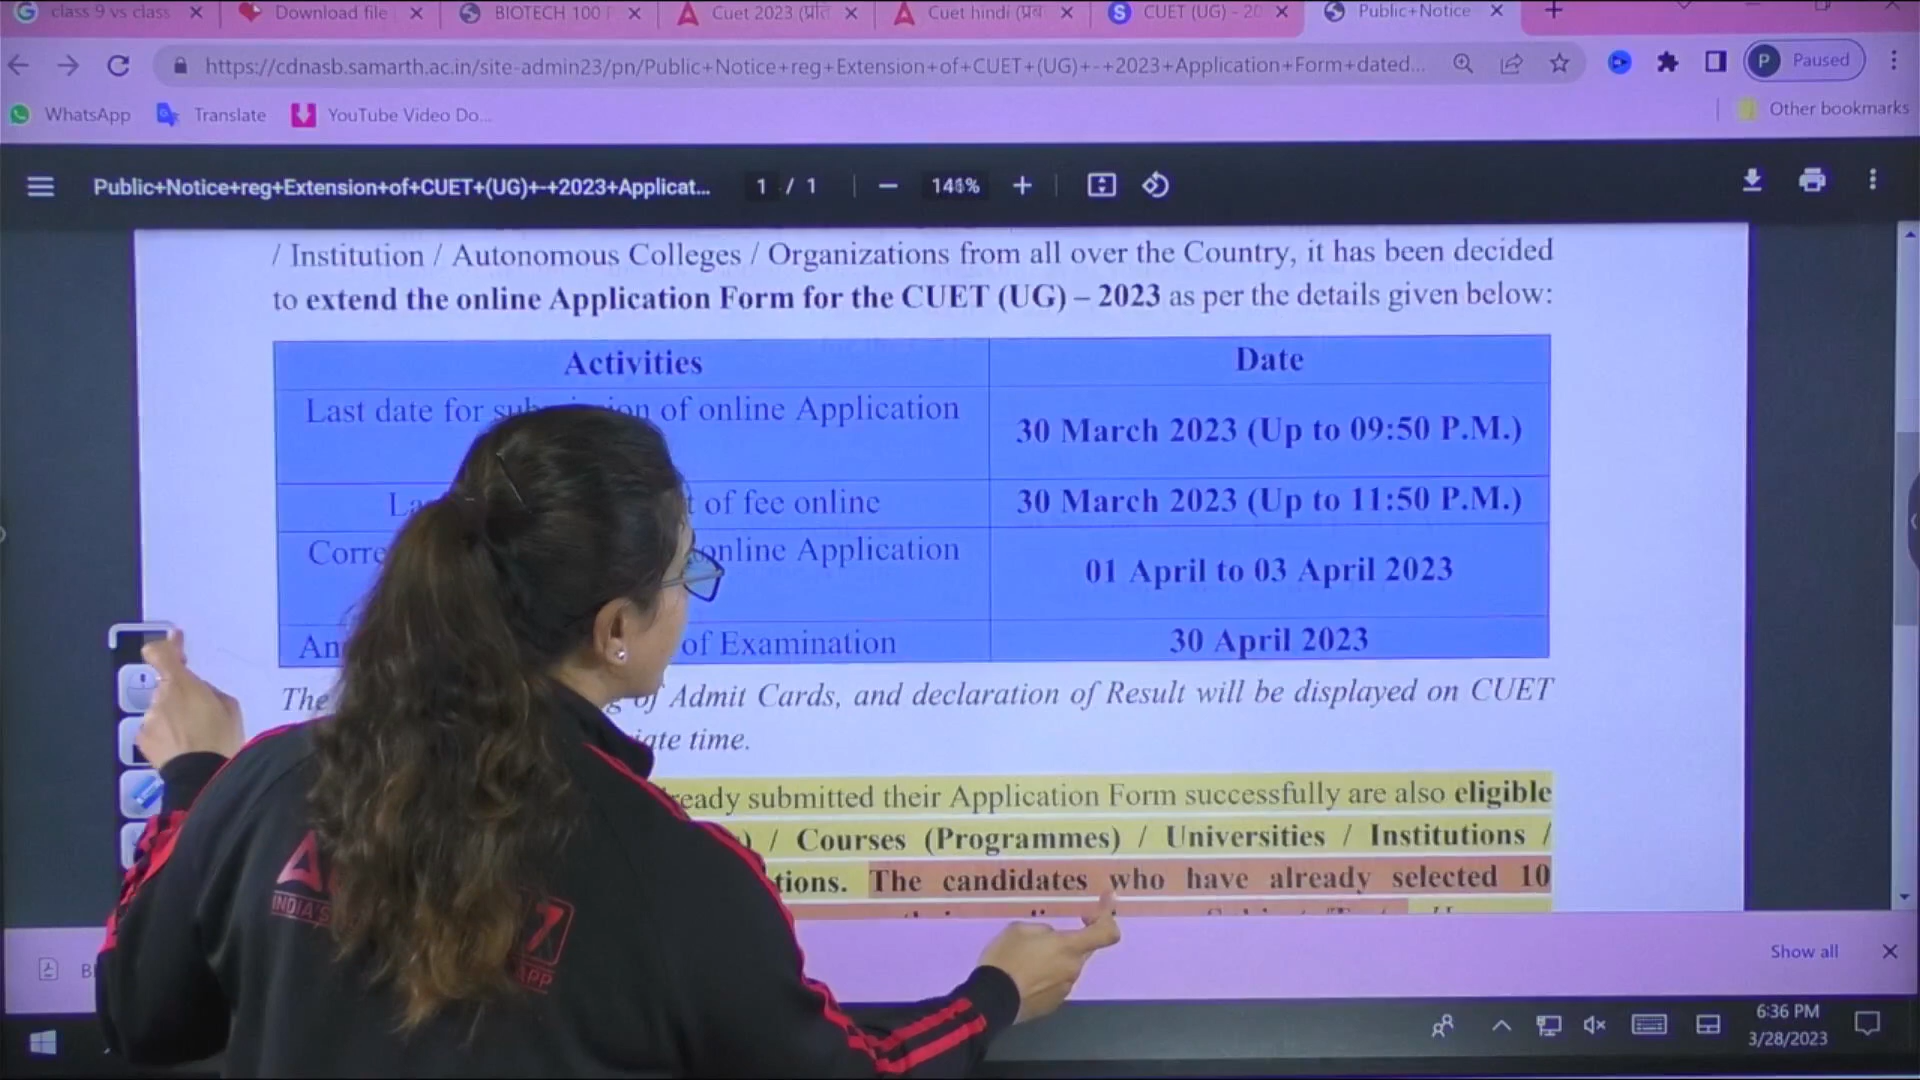 class 9 vs class
Download file
BIOTECH 100
Cuet 2023 (प्रति
Cuet hindi (प्रब
CUET (UG) - 20
Public+Notice
https://cdnasb.samarth.ac.in/site-admin23/pn/Public+Notice+reg+Extension+of+CUET+(UG)+-+2023+Application+Form+dated...
P Paused
WhatsApp
Translate
YouTube Video Do...
Other bookmarks
Public+Notice+reg+Extension+of+CUET+(UG)+-+2023+Applicat...
1 / 1
/ Institution / Autonomous Colleges / Organizations from all over the Country, it has been decided
to extend the online Application Form for the CUET (UG) – 2023 as per the details given below:
Activities
Date
Last date for of online Application
30 March 2023 (Up to 09:50 P.M.)
of fee online
30 March 2023 (Up to 11:50 P.M.)
online Application
01 April to 03 April 2023
of Examination
30 April 2023
The of Admit Cards, and declaration of Result will be displayed on CUET
time.
submitted their Application Form successfully are also eligible
/ Courses (Programmes) / Universities / Institutions /
The candidates who have already selected 10
Show all
INDIA'S
7
APP
6:36 PM
3/28/2023